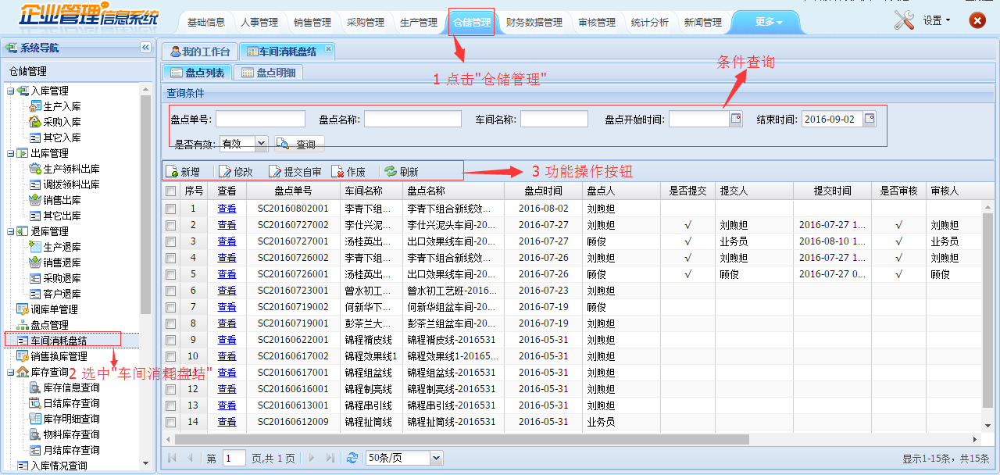 企业管理信息系统
基础信息 人事管理 销售管理 采购管理 生产管理 仓储管理 财务数据管理 审核管理 统计分析 新闻管理 更多 设置
系统导航
仓储管理
入库管理
生产入库
采购入库
其它入库
出库管理
生产领料出库
调拨领料出库
销售出库
其它出库
退库管理
生产退库
销售退库
采购退库
客户退库
调库单管理
盘点管理
车间消耗盘结
销售换库管理
库存查询
库存信息查询
日结库存查询
库存明细查询
物料库存查询
月结库存查询
入库情况查询
我的工作台 车间消耗盘结
盘点列表 盘点明细
1 点击"仓储管理"
条件查询
查询条件
盘点单号: 盘点名称: 车间名称: 盘点开始时间: 结束时间: 2016-09-02
是否有效: 有效 查询
新增 修改 提交自审 作废 刷新
3 功能操作按钮
序号 查看 盘点单号 车间名称 盘点名称 盘点时间 盘点人 是否提交 提交人 提交时间 是否审核 审核人
1 查看 SC20160802001 李青下组... 李青下组合新线效... 2016-08-02 刘朐妲
2 查看 SC20160727002 李仕兴泥... 李仕兴泥头车间-20... 2016-07-27 刘朐妲 √ 刘朐妲 2016-07-27 1... √ 刘朐妲
3 查看 SC20160727001 汤桂英出... 出口效果线车间-20... 2016-07-27 顾俊 √ 业务员 2016-08-10 1... √ 业务员
4 查看 SC20160726002 李青下组... 李青下组合新线效... 2016-07-26 刘朐妲 √ 刘朐妲 2016-07-27 1... √ 刘朐妲
5 查看 SC20160726001 汤桂英出... 出口效果线车间-20... 2016-07-26 顾俊 √ 顾俊 2016-07-27 0... √ 顾俊
6 查看 SC20160723001 曾水初工... 曾水初工艺班-2016... 2016-07-23 刘朐妲
7 查看 SC20160719002 何新华下... 何新华组盆车间-20... 2016-07-19 顾俊
8 查看 SC20160719001 彭茶兰大... 彭茶兰组盆车间-20... 2016-07-19 刘朐妲
9 查看 SC20160622001 锦程褙皮线 锦程褙皮线-2016531 2016-05-31 刘朐妲
10 查看 SC20160617002 锦程效果线1 锦程效果线1-20165... 2016-05-31 刘朐妲
11 查看 SC20160617001 锦程组盆线 锦程组盆线-2016531 2016-05-31 刘朐妲
12 查看 SC20160616001 锦程制亮线 锦程制亮线-2016531 2016-05-31 刘朐妲
13 查看 SC20160613001 锦程串引线 锦程串引线-2016531 2016-05-31 刘朐妲
14 查看 SC20160612009 锦程扯筒线 锦程扯筒线-2016531 2016-05-31 业务员
2 选中"车间消耗盘结"
第 1 页,共 1 页 50条/页 显示1-15条，共15条